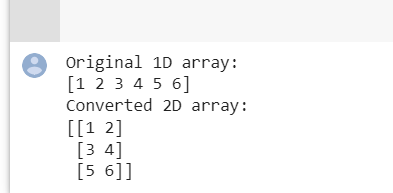 Original 1D array:
[1 2 3 4 5 6]
Converted 2D array:
[[1 2]
 [3 4]
 [5 6]]